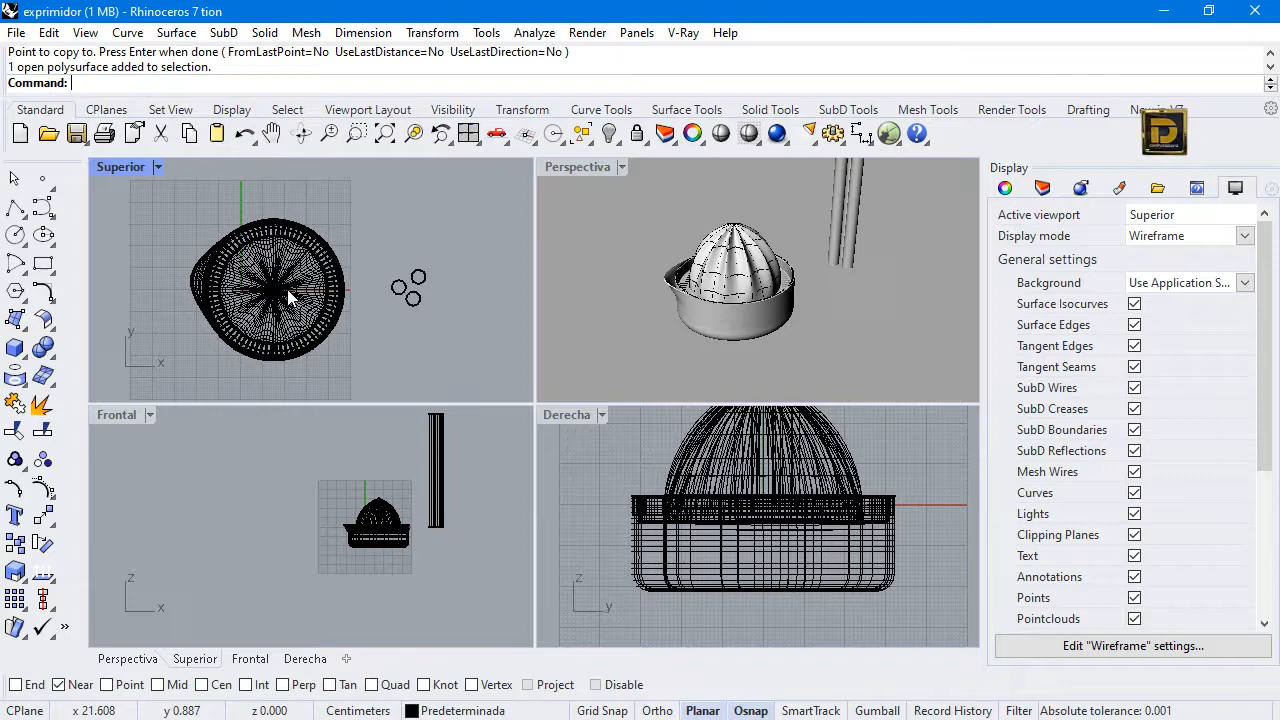 exprimidor (1 MB) - Rhinoceros 7 tion
File Edit View Curve Surface SubD Solid Mesh Dimension Transform Tools Analyze Render Panels V-Ray Help
Point to copy to. Press Enter when done ( FromLastPoint=No UseLastDistance=No UseLastDirection=No )
1 open polysurface added to selection.
Command:
Standard CPlanes Set View Display Select Viewport Layout Visibility Transform Curve Tools Surface Tools Solid Tools SubD Tools Mesh Tools Render Tools Drafting
Superior
Perspectiva
Display
Active viewport Superior
Display mode Wireframe
General settings
Background Use Application S...
Surface Isocurves
Surface Edges
Tangent Edges
Tangent Seams
SubD Wires
SubD Creases
SubD Boundaries
SubD Reflections
Mesh Wires
Curves
Lights
Clipping Planes
Text
Annotations
Points
Pointclouds
Edit "Wireframe" settings...
y
x
Frontal
Derecha
z
x
z
y
Perspectiva Superior Frontal Derecha
End Near Point Mid Cen Int Perp Tan Quad Knot Vertex Project Disable
CPlane x 21.608 y 0.887 z 0.000 Centimeters Predeterminada Grid Snap Ortho Planar Osnap SmartTrack Gumball Record History Filter Absolute tolerance: 0.001